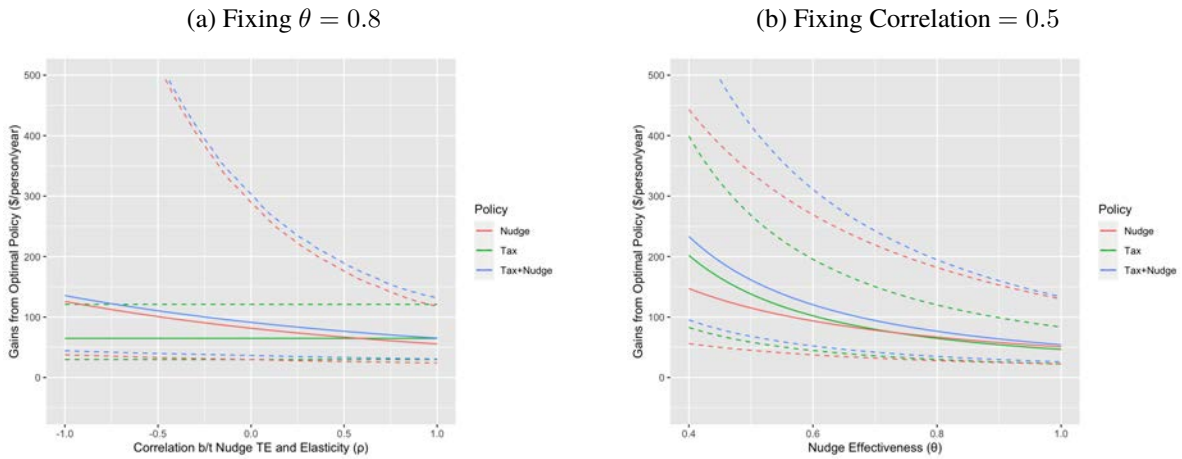 (a) Fixing θ = 0.8
500
400
300
200
100
0
-1.0
-0.5
0.0
0.5
1.0
Gains from Optimal Policy ($/person/year)
Correlation b/t Nudge TE and Elasticity (ρ)
Policy
Nudge
Tax
Tax+Nudge
(b) Fixing Correlation = 0.5
500
400
300
200
100
0
0.4
0.6
0.8
1.0
Gains from Optimal Policy ($/person/year)
Nudge Effectiveness (θ)
Policy
Nudge
Tax
Tax+Nudge